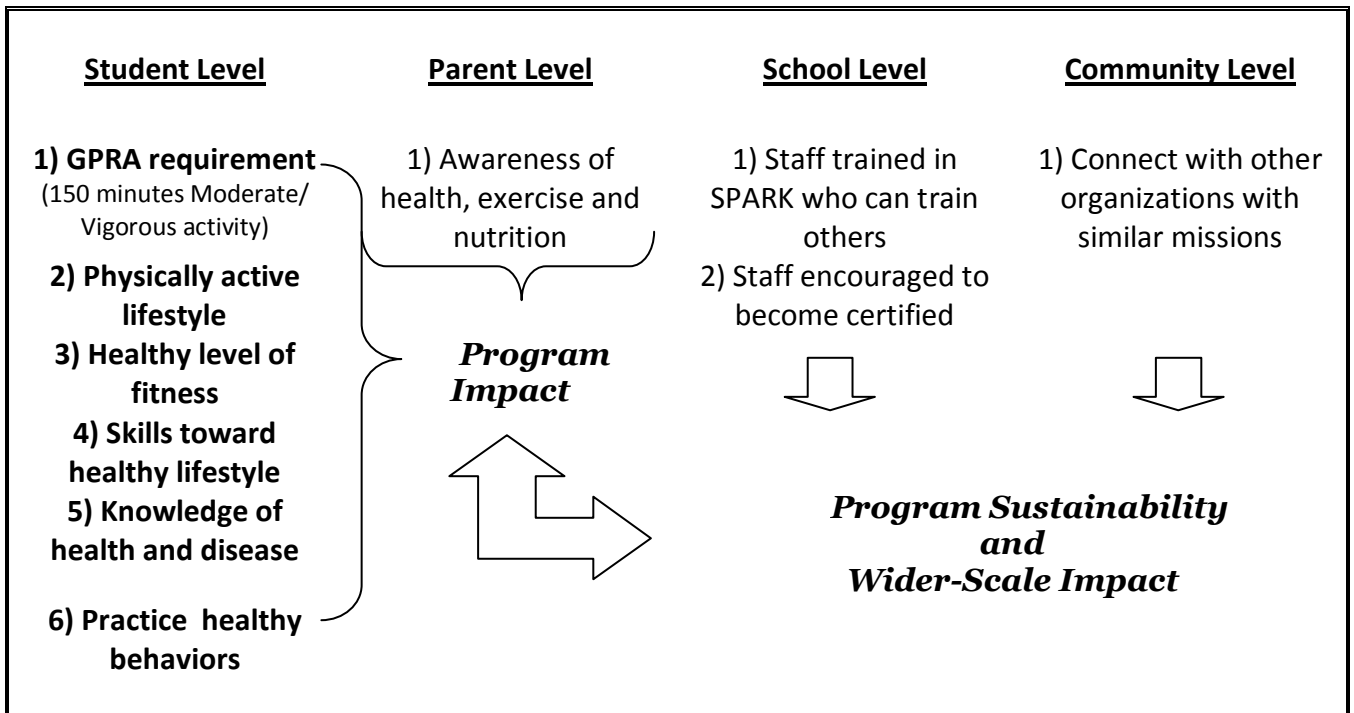 Student Level
1) GPRA requirement
(150 minutes Moderate/
Vigorous activity)
2) Physically active
lifestyle
3) Healthy level of
fitness
4) Skills toward
healthy lifestyle
5) Knowledge of
health and disease
6) Practice healthy
behaviors
Parent Level
1) Awareness of
health, exercise and
nutrition
Program
Impact
School Level
1) Staff trained in
SPARK who can train
others
2) Staff encouraged to
become certified
Community Level
1) Connect with other
organizations with
similar missions
Program Sustainability
and
Wider-Scale Impact